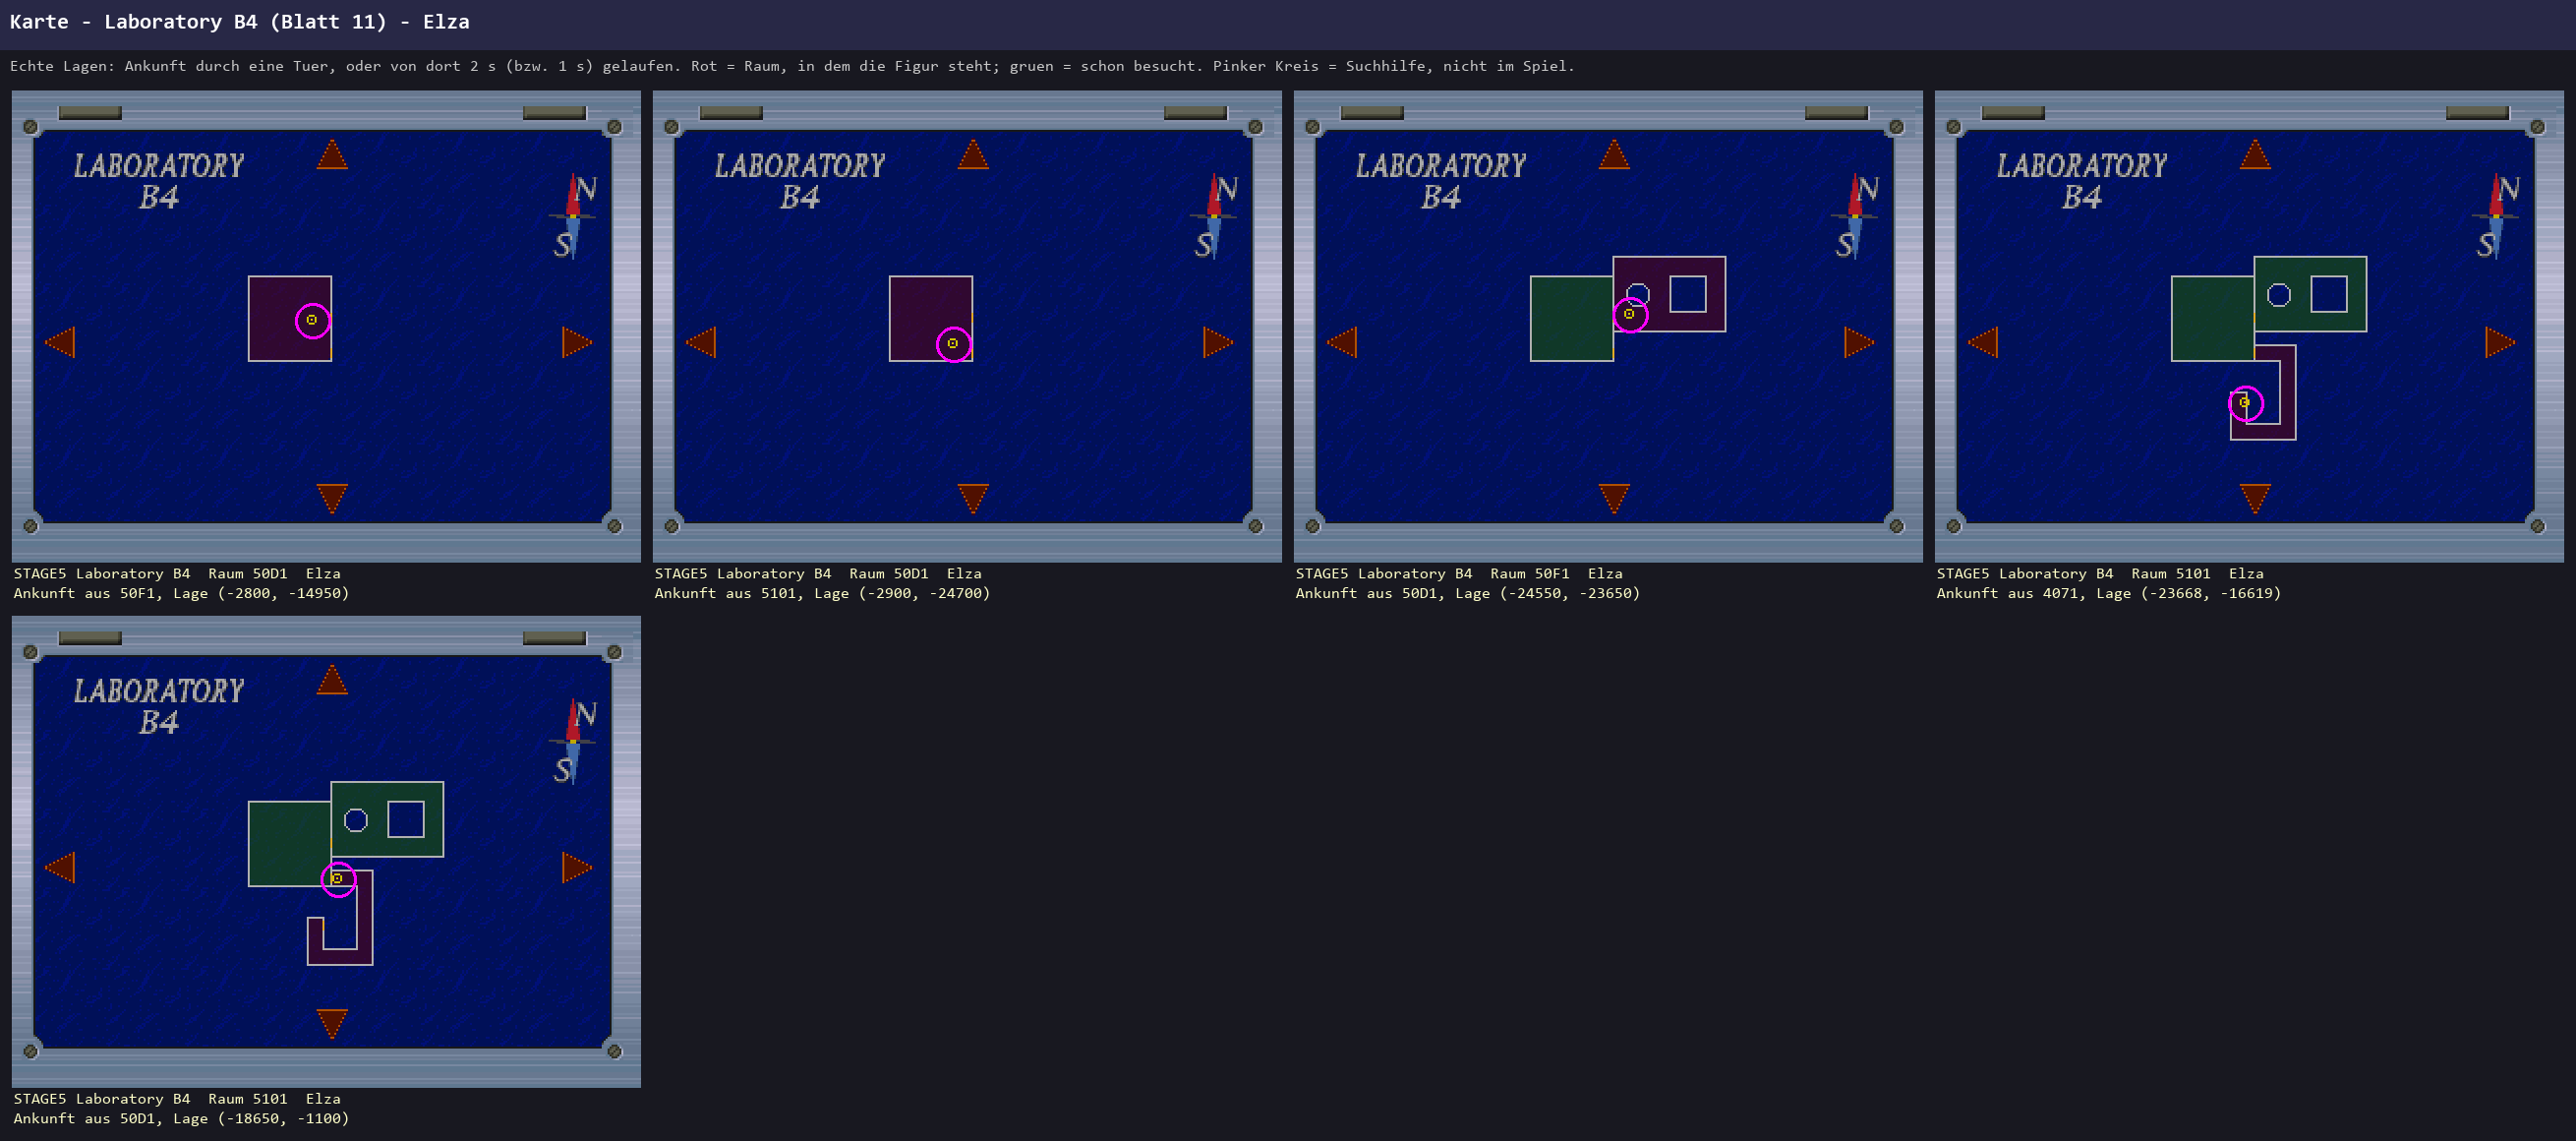 Karte - Laboratory B4 (Blatt 11) - Elza
Echte Lagen: Ankunft durch eine Tuer, oder von dort 2 s (bzw. 1 s) gelaufen. Rot = Raum, in dem die Figur steht; gruen = schon besucht. Pinker Kreis = Suchhilfe, nicht im Spiel.
LABORATORY
B4
N
S
STAGE5 Laboratory B4  Raum 50D1  Elza
Ankunft aus 50F1, Lage (-2800, -14950)
LABORATORY
B4
N
S
STAGE5 Laboratory B4  Raum 50D1  Elza
Ankunft aus 5101, Lage (-2900, -24700)
LABORATORY
B4
N
S
STAGE5 Laboratory B4  Raum 50F1  Elza
Ankunft aus 50D1, Lage (-24550, -23650)
LABORATORY
B4
N
S
STAGE5 Laboratory B4  Raum 5101  Elza
Ankunft aus 4071, Lage (-23668, -16619)
LABORATORY
B4
N
S
STAGE5 Laboratory B4  Raum 5101  Elza
Ankunft aus 50D1, Lage (-18650, -1100)